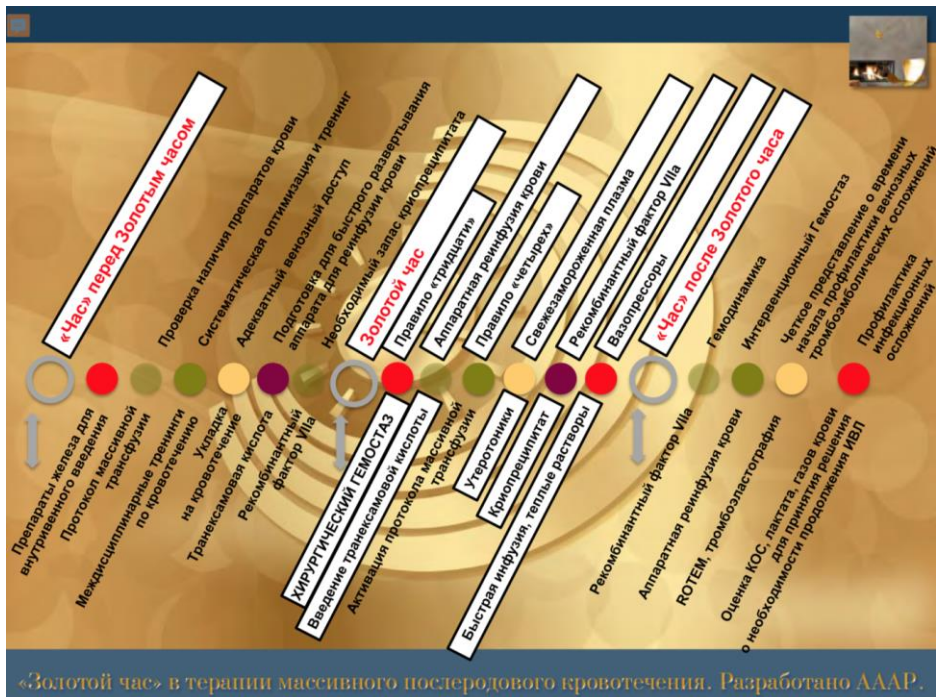 «Час» перед Золотым часом
Проверка наличия препаратов крови
Систематическая оптимизация и тренинг
Адекватный венозный доступ
Подготовка для быстрого развертывания
аппарата для реинфузии крови
Необходимый запас криопреципитата
Золотой час
Правило «тридцати»
Аппаратная реинфузия крови
Правило «четырех»
Свежезамороженная плазма
Рекомбинантный фактор VIIa
Вазопрессоры
«Час» после Золотого часа
Гемодинамика
Интервенционный Гемостаз
Четкое представление о времени
начала профилактики венозных
тромбоэмболических осложнений
Профилактика
инфекционных
осложнений
Препараты железа для
внутривенного введения
Протокол массивной
трансфузии
Междисциплинарные тренинги
по кровотечению
Укладка
на кровотечение
Транексамовая кислота
Рекомбинантный
фактор VIIa
ХИРУРГИЧЕСКИЙ ГЕМОСТАЗ
Введение транексамовой кислоты
Активация протокола массивной
трансфузии
Утеротоники
Криопреципитат
Быстрая инфузия, теплые растворы
Рекомбинантный фактор VIIa
Аппаратная реинфузия крови
ROTEM, тромбоэластография
Оценка КОС, лактата, газов крови
для принятия решения
о необходимости продолжения ИВЛ
«Золотой час» в терапии массивного послеродового кровотечения. Разработано АААР.